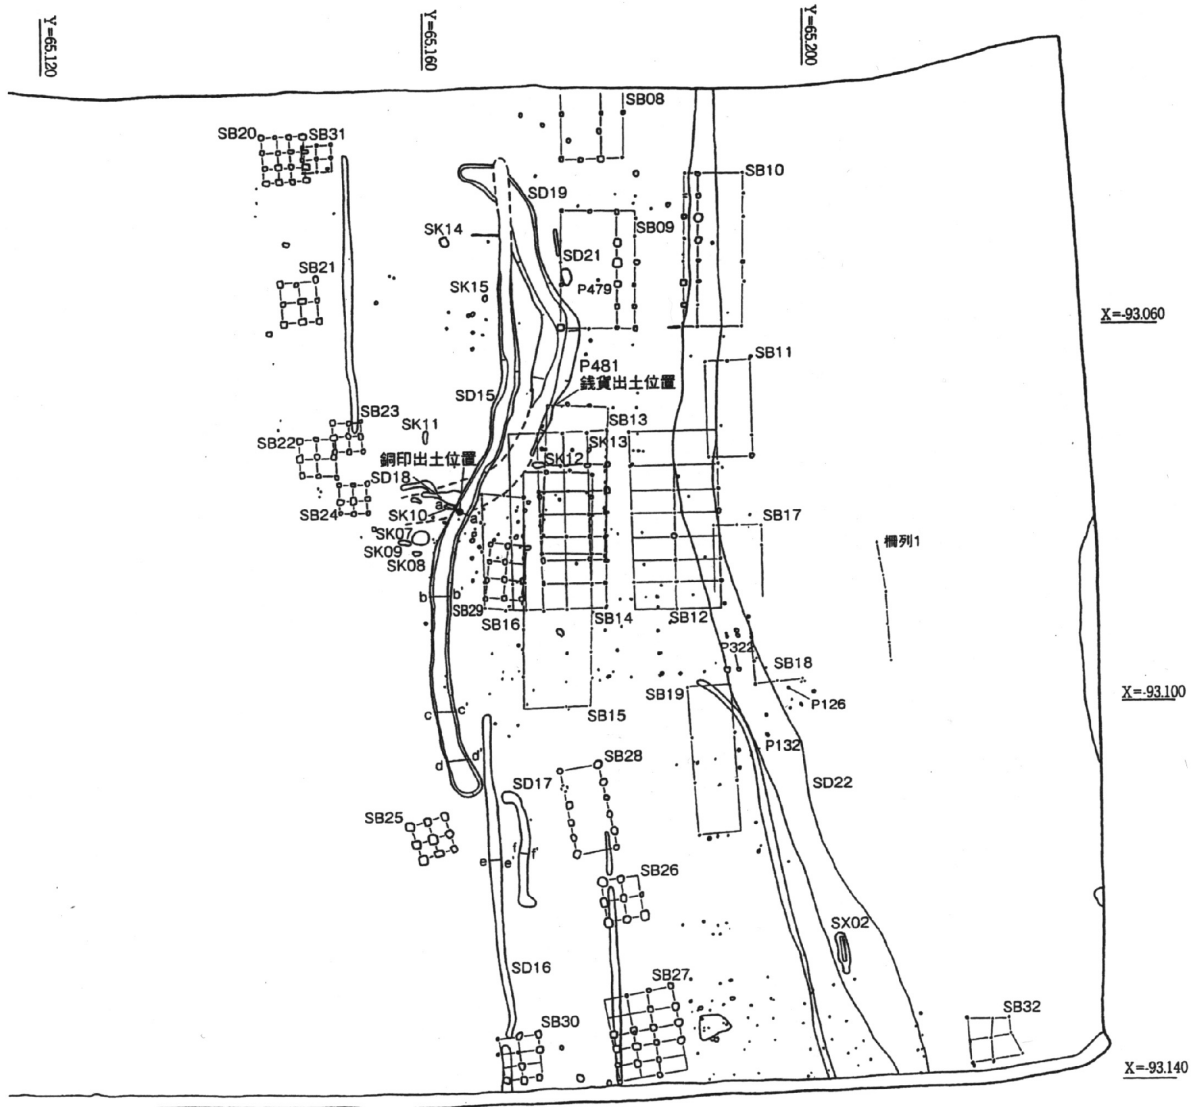 Y=65.120
Y=65.160
Y=65.200
SB08
SB20
SB31
SB10
SD19
SK14
SB09
SD21
SB21
P479
SK15
X=-93.060
SB11
P481
銭貨出土位置
SD15
SB23
SK11
SB13
SB22
SK13
銅印出土位置
SK12
SD18
a
SK10
a'
SB24
SB17
SK07
柵列1
SK09
SK08
b
b'
SB29
SB16
SB14
SB12
P322
SB18
SB19
X=-93.100
P126
c
c'
SB15
P132
d
d'
SB28
SD17
SD22
SB25
f
f'
e
e'
SB26
SX02
SD16
SB27
SB30
SB32
X=-93.140